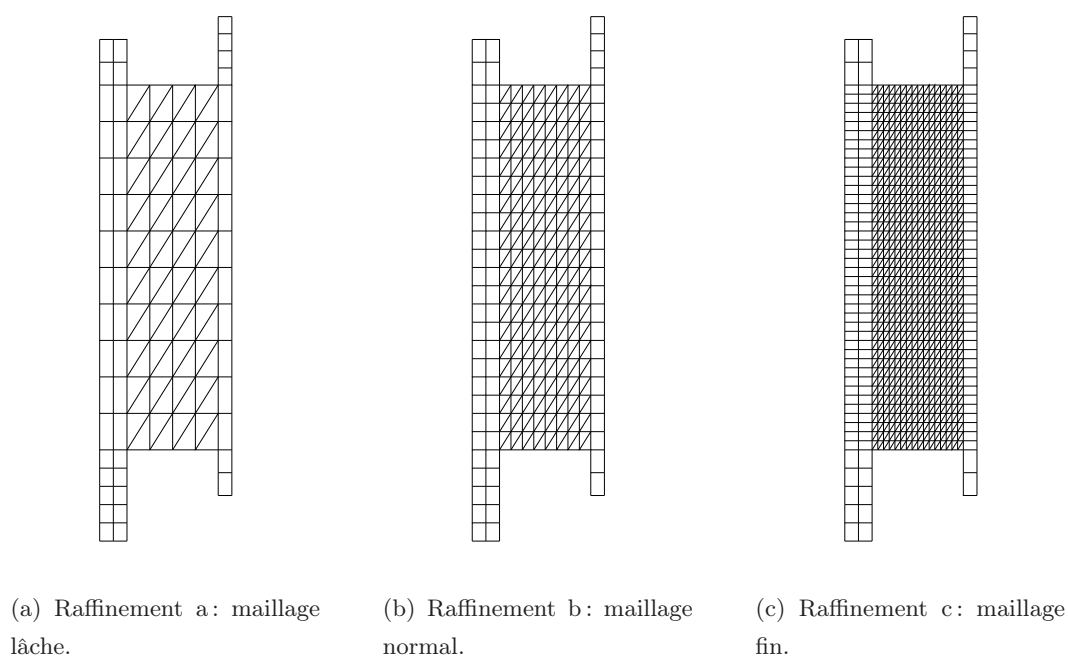 (a) Raffinement a : maillage
lâche.
(b) Raffinement b : maillage
normal.
(c) Raffinement c : maillage
fin.